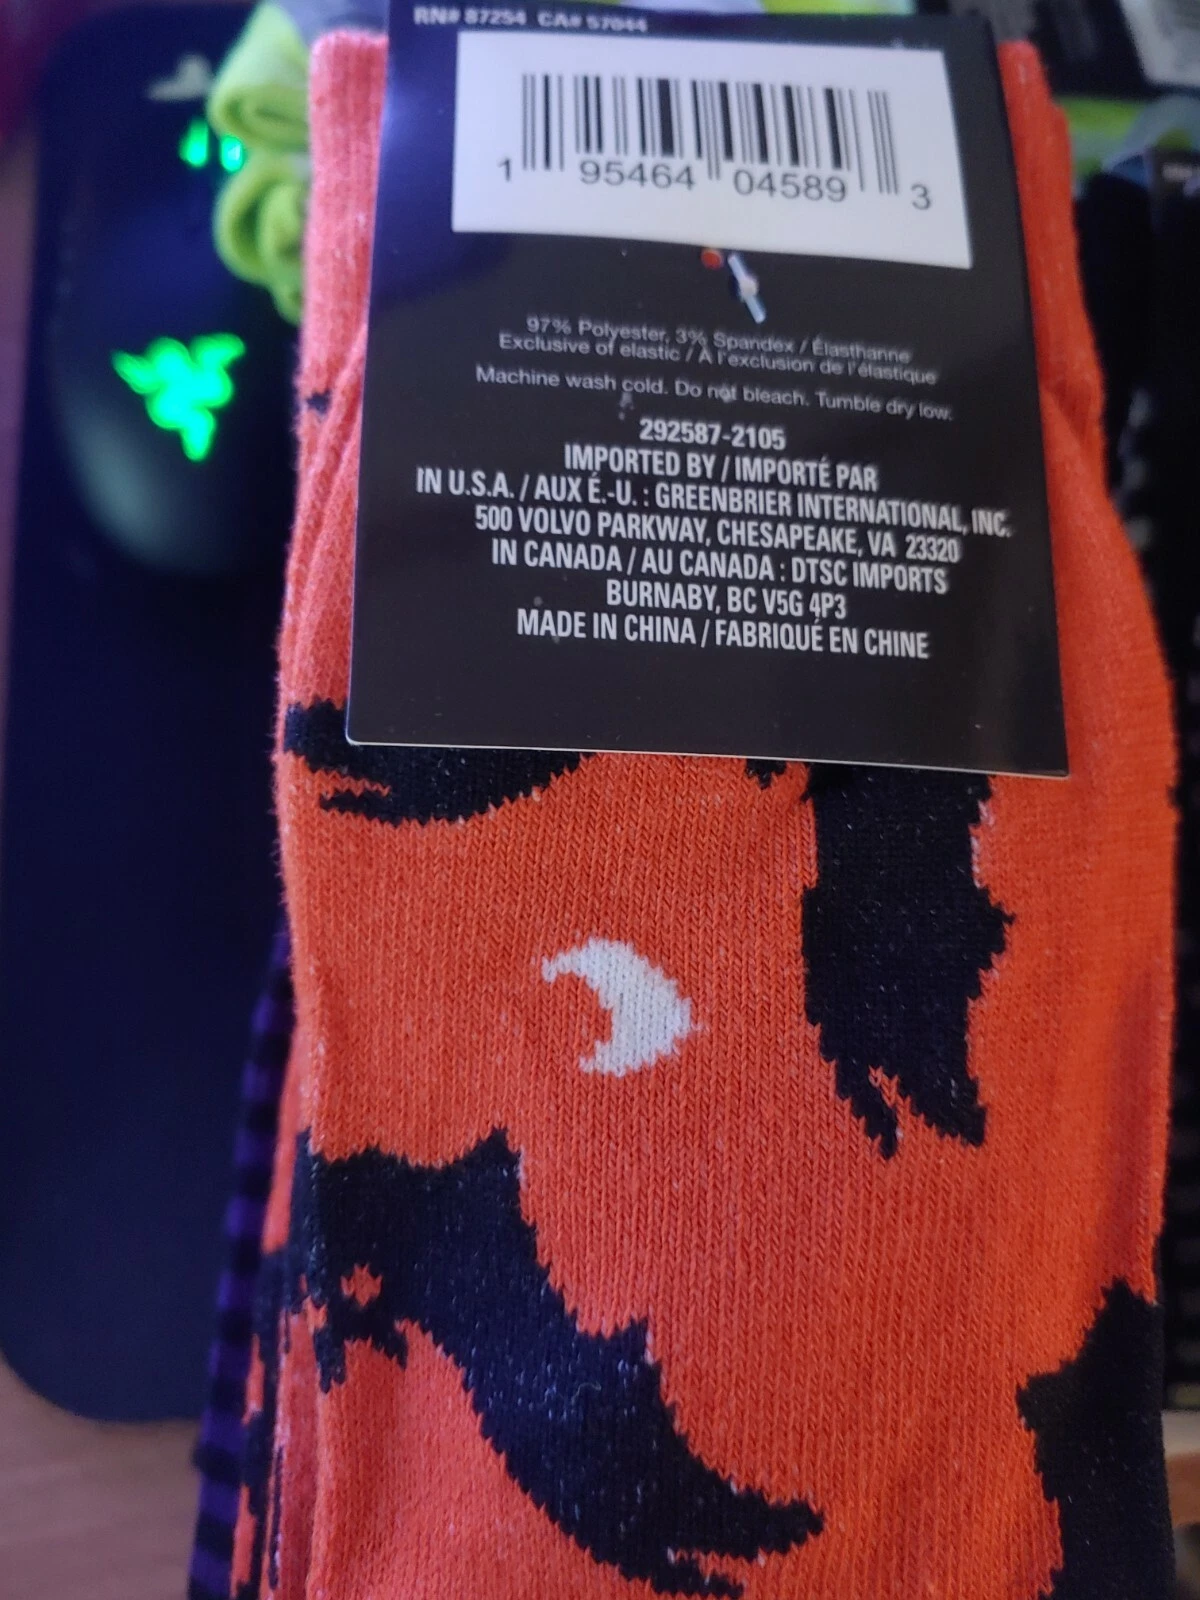 RN# 87254 CA# 57044
1 95464 04589 3
97% Polyester, 3% Spandex / Élasthanne
Exclusive of elastic / À l'exclusion de l'élastique
Machine wash cold. Do not bleach. Tumble dry low.
292587-2105
IMPORTED BY / IMPORTÉ PAR
IN U.S.A. / AUX É.-U. : GREENBRIER INTERNATIONAL, INC.
500 VOLVO PARKWAY, CHESAPEAKE, VA 23320
IN CANADA / AU CANADA : DTSC IMPORTS
BURNABY, BC V5G 4P3
MADE IN CHINA / FABRIQUÉ EN CHINE